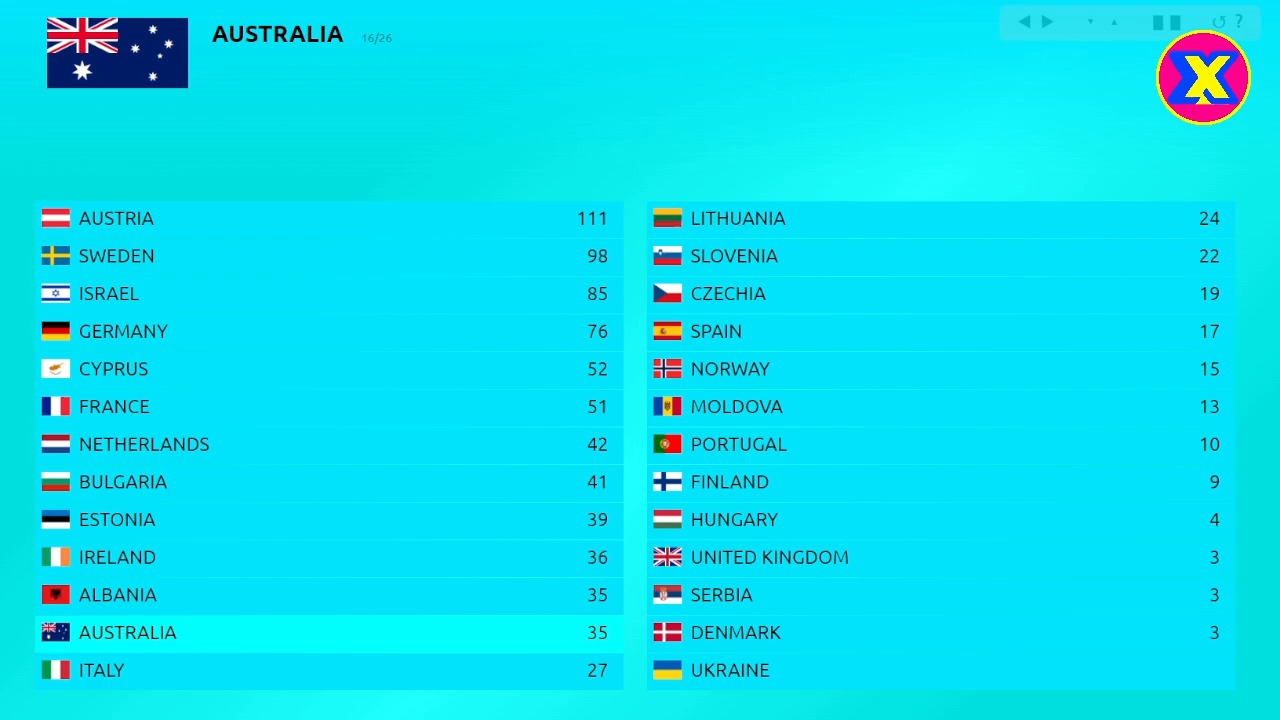 AUSTRALIA 16/26
?
X
AUSTRIA 111
SWEDEN 98
ISRAEL 85
GERMANY 76
CYPRUS 52
FRANCE 51
NETHERLANDS 42
BULGARIA 41
ESTONIA 39
IRELAND 36
ALBANIA 35
AUSTRALIA 35
ITALY 27
LITHUANIA 24
SLOVENIA 22
CZECHIA 19
SPAIN 17
NORWAY 15
MOLDOVA 13
PORTUGAL 10
FINLAND 9
HUNGARY 4
UNITED KINGDOM 3
SERBIA 3
DENMARK 3
UKRAINE